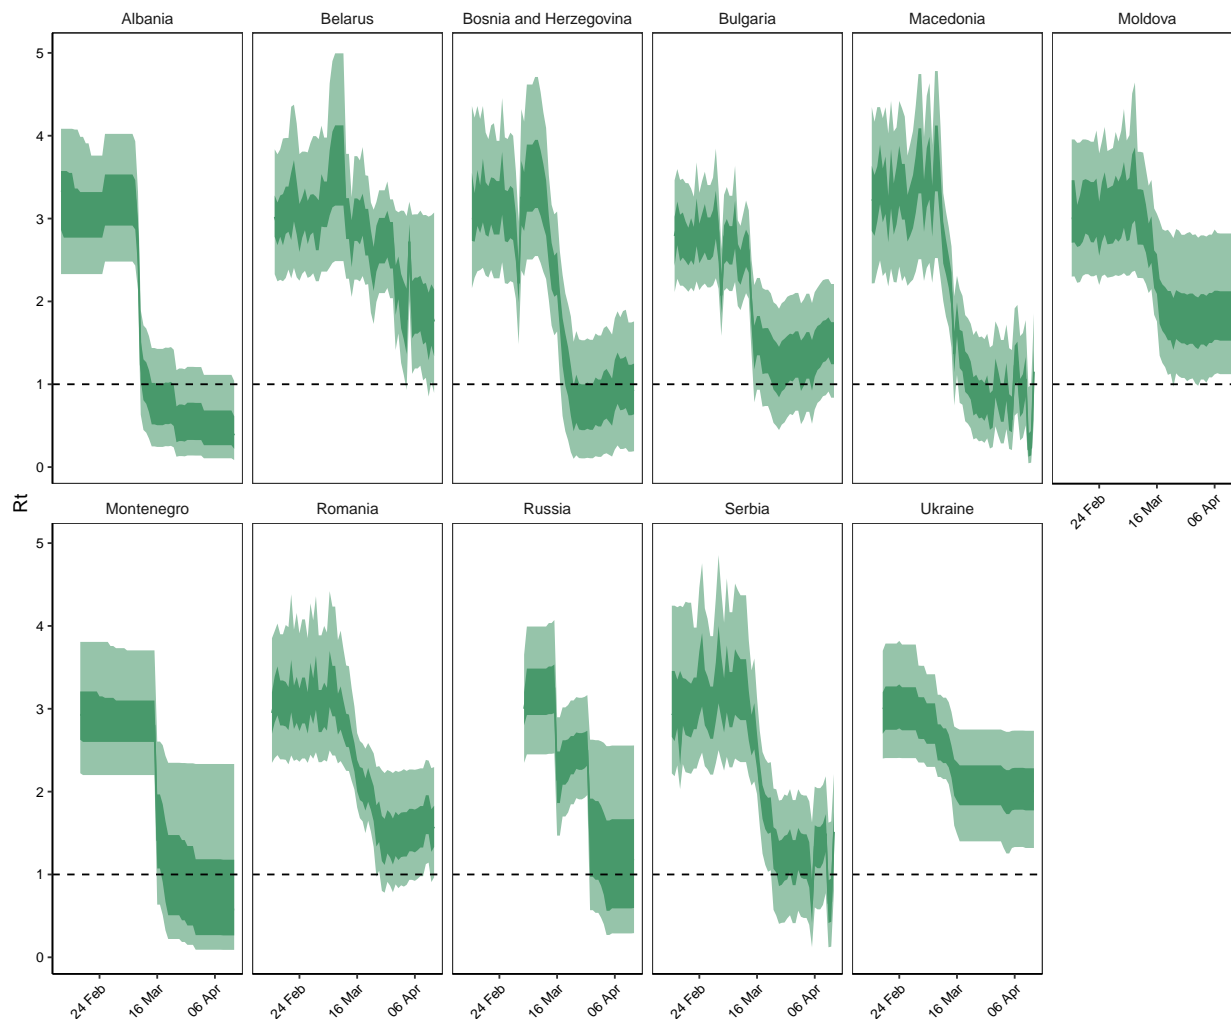 Albania Belarus Bosnia and Herzegovina Bulgaria Macedonia Moldova
5
4
3
2
1
0
24 Feb 16 Mar 06 Apr
Rt
Montenegro Romania Russia Serbia Ukraine
5
4
3
2
1
0
24 Feb 16 Mar 06 Apr 24 Feb 16 Mar 06 Apr 24 Feb 16 Mar 06 Apr 24 Feb 16 Mar 06 Apr 24 Feb 16 Mar 06 Apr